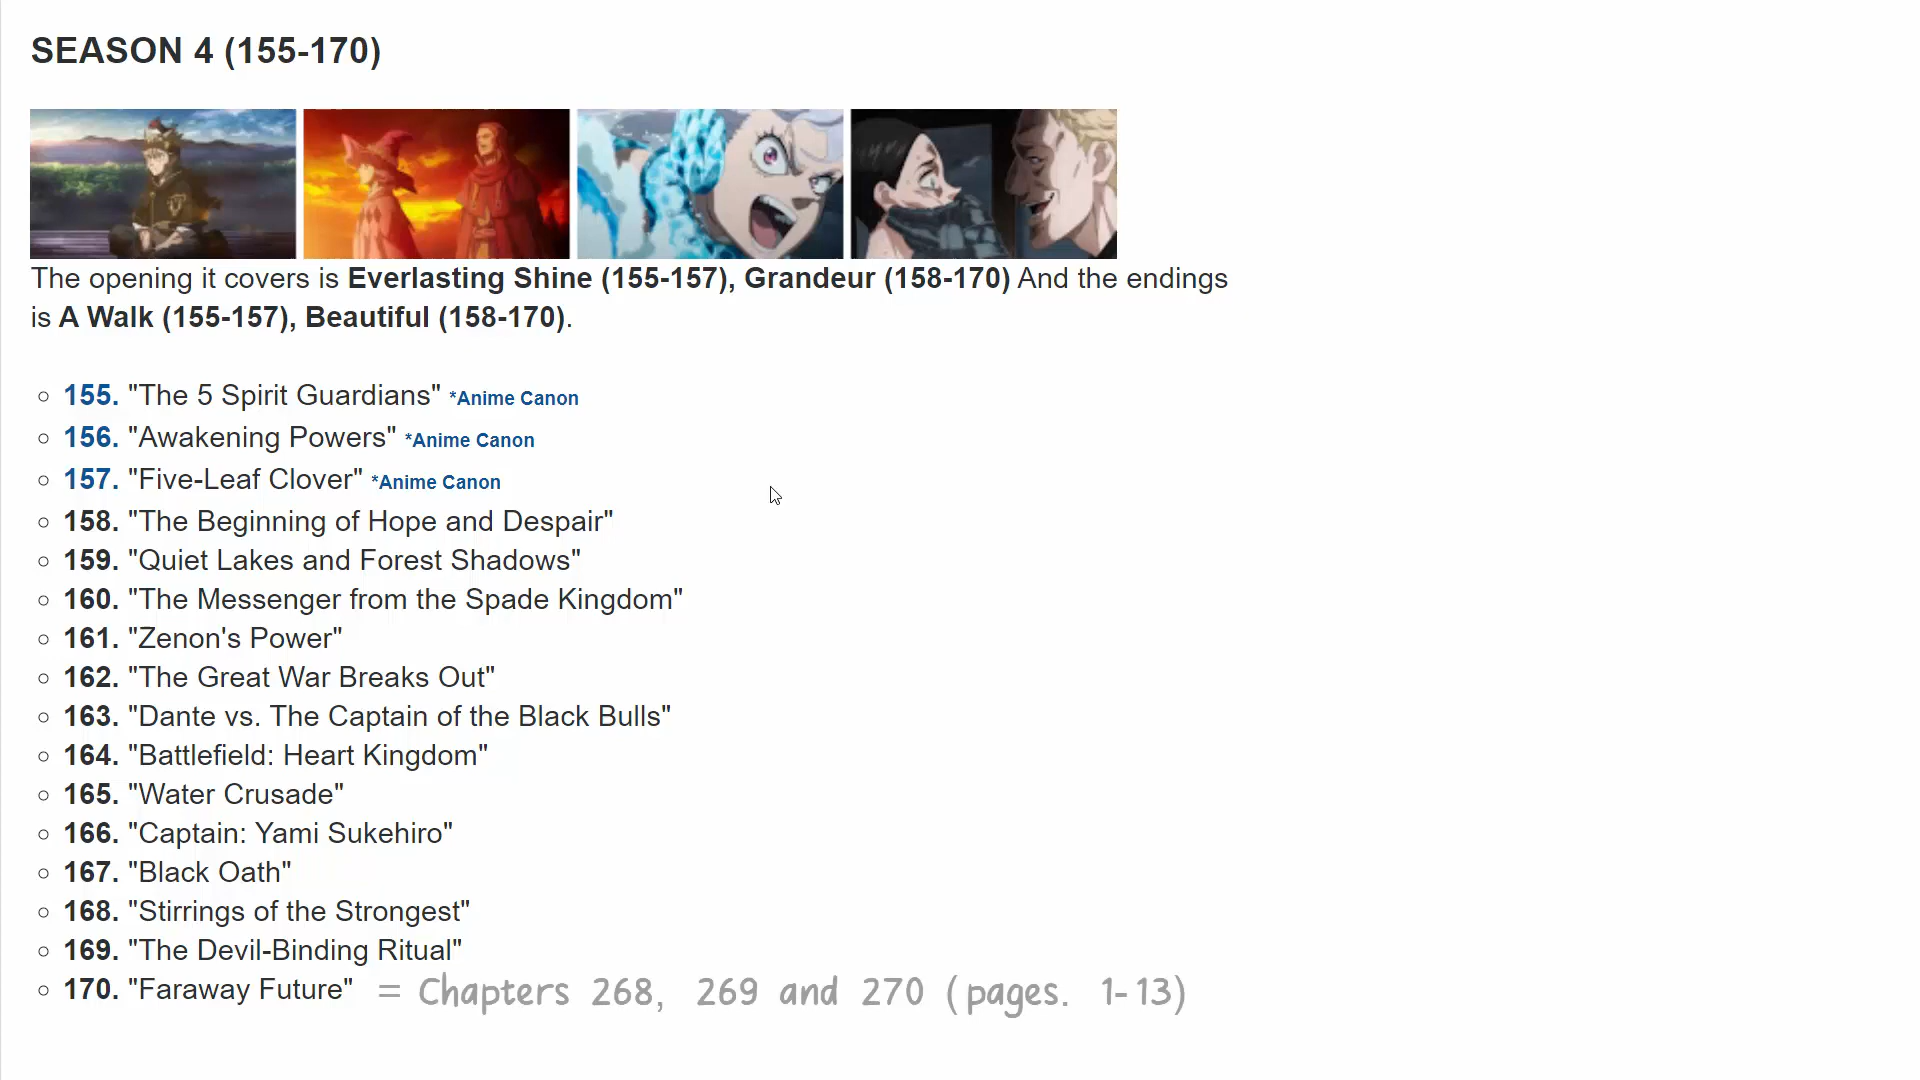 SEASON 4 (155-170)
The opening it covers is Everlasting Shine (155-157), Grandeur (158-170) And the endings
is A Walk (155-157), Beautiful (158-170).
155. "The 5 Spirit Guardians" *Anime Canon
156. "Awakening Powers" *Anime Canon
157. "Five-Leaf Clover" *Anime Canon
158. "The Beginning of Hope and Despair"
159. "Quiet Lakes and Forest Shadows"
160. "The Messenger from the Spade Kingdom"
161. "Zenon's Power"
162. "The Great War Breaks Out"
163. "Dante vs. The Captain of the Black Bulls"
164. "Battlefield: Heart Kingdom"
165. "Water Crusade"
166. "Captain: Yami Sukehiro"
167. "Black Oath"
168. "Stirrings of the Strongest"
169. "The Devil-Binding Ritual"
170. "Faraway Future" = Chapters 268, 269 and 270 (pages. 1-13)